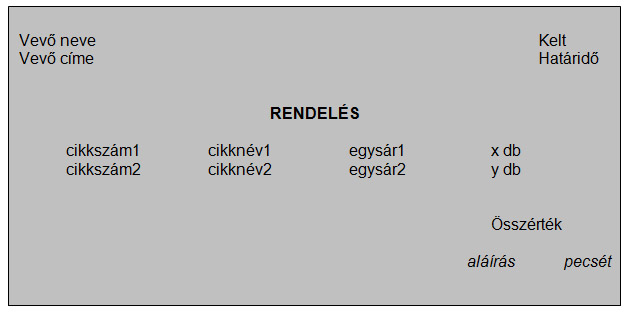 Vevő neve Kelt
Vevő címe Határidő
RENDELÉS
cikkszám1 cikknév1 egysár1 x db
cikkszám2 cikknév2 egysár2 y db
Összérték
aláírás pecsét